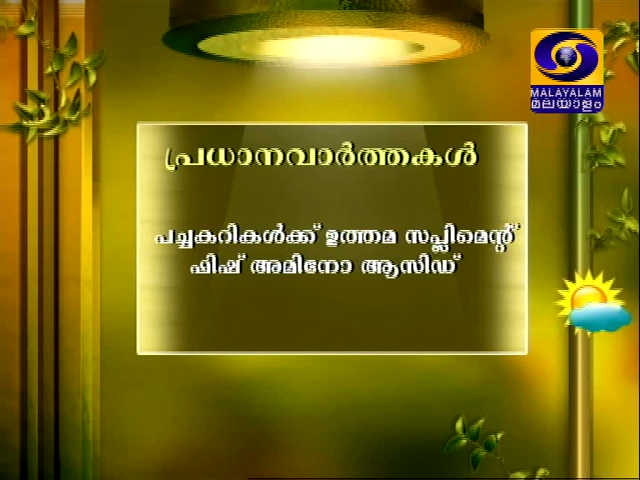 MALAYALAM
മലയാളം
പ്രധാനവാർത്തകൾ
പച്ചകറികൾക്ക് ഉത്തമ സപ്ലിമെന്റ്
ഫിഷ് അമിനോ ആസിഡ്